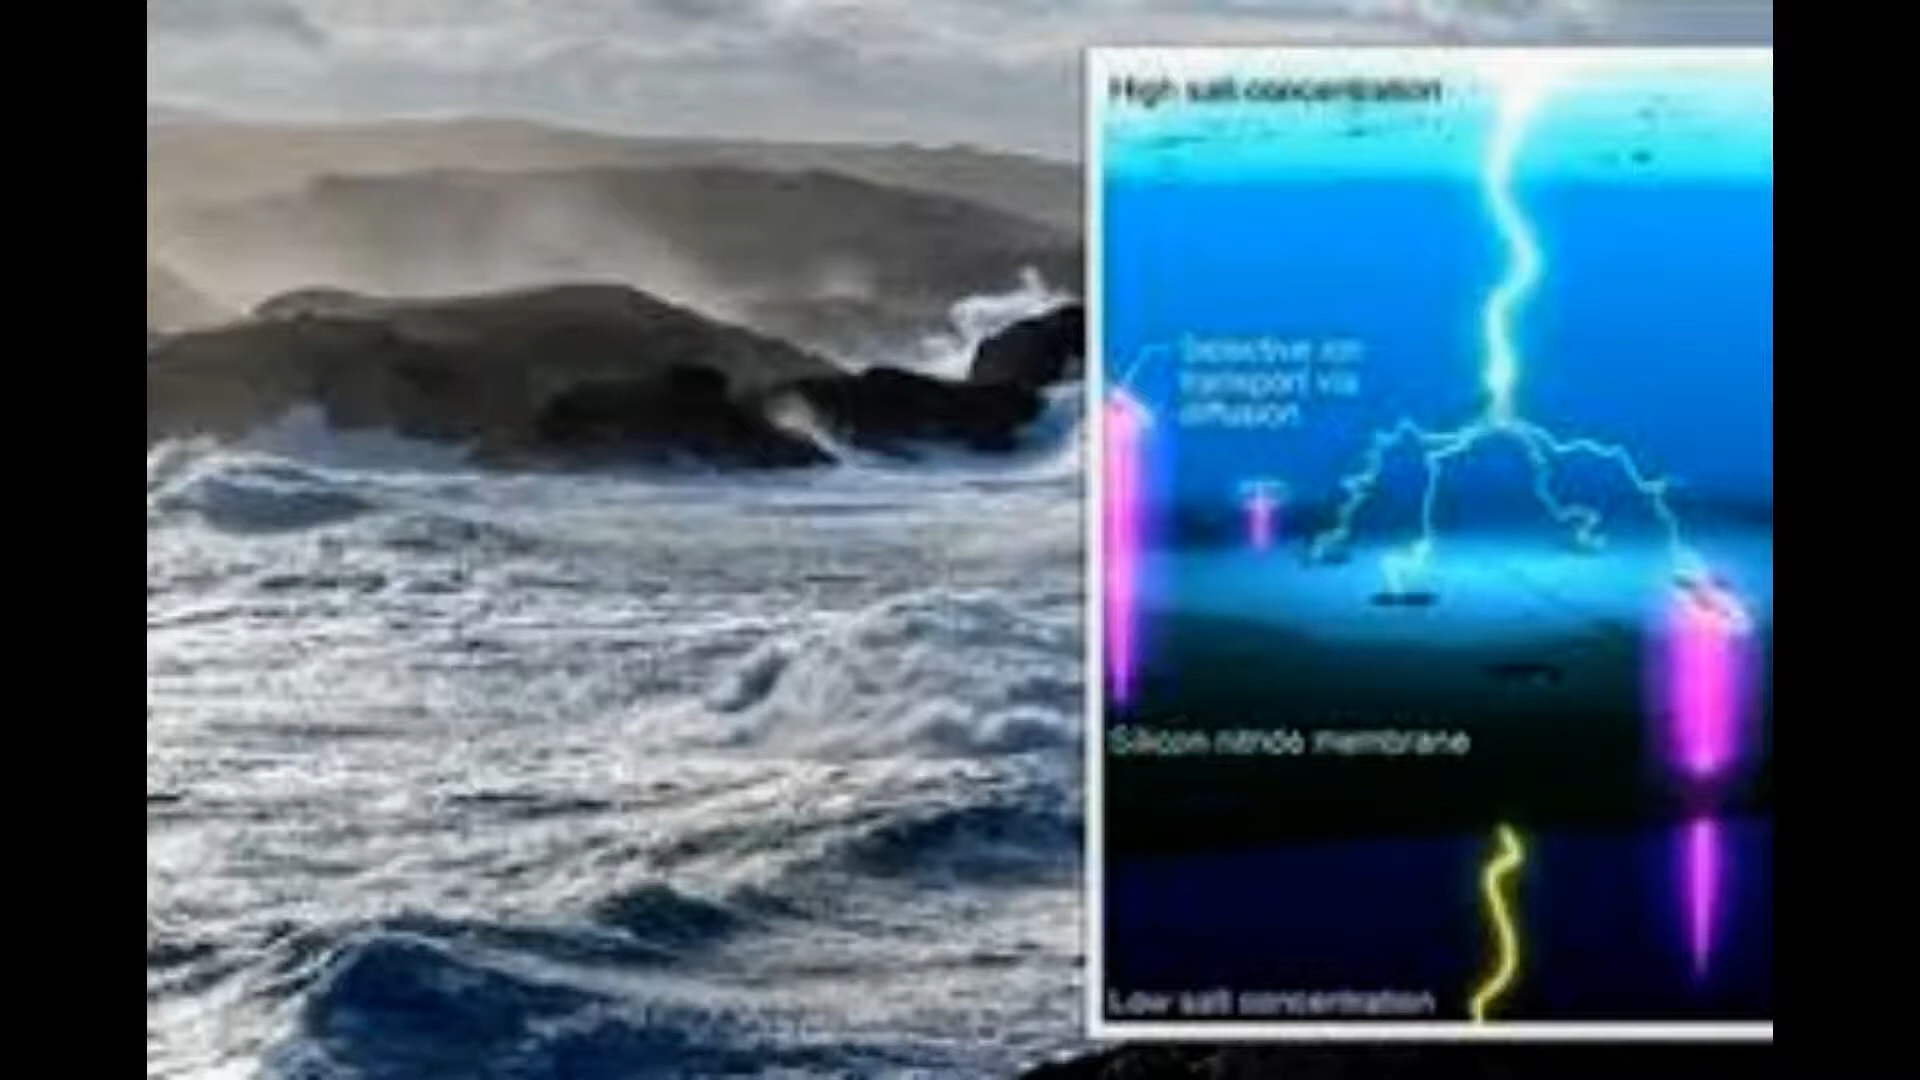 High salt concentration
Selective ion
transport via
diffusion
Silicon nitride membrane
Low salt concentration